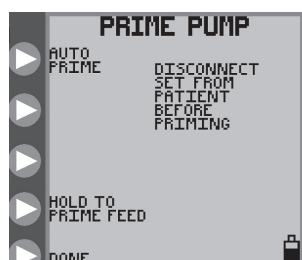 PRIME PUMP
AUTO
PRIME
DISCONNECT
SET FROM
PATIENT
BEFORE
PRIMING
HOLD TO
PRIME FEED
DONE